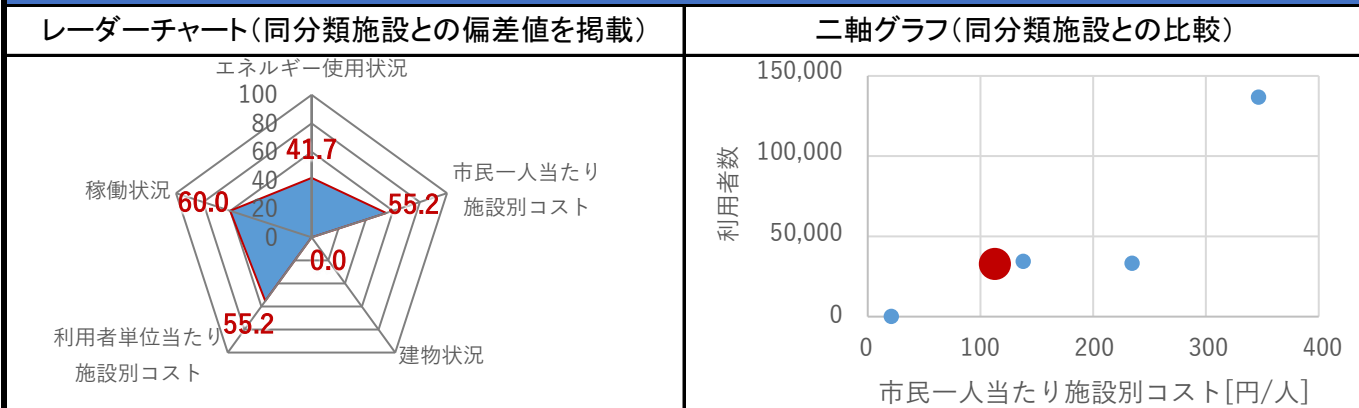 レーダーチャート(同分類施設との偏差値を掲載)
エネルギー使用状況
100
80
60
40
20
0
41.7
市民一人当たり
施設別コスト
55.2
稼働状況
60.0
0.0
55.2
利用者単位当たり
施設別コスト
建物状況
二軸グラフ(同分類施設との比較)
150,000
100,000
50,000
0
利用者数
0 100 200 300 400
市民一人当たり施設別コスト[円/人]